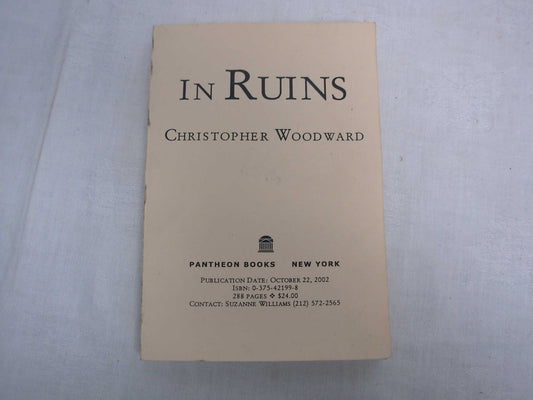 IN RUINS
CHRISTOPHER WOODWARD
PANTHEON BOOKS NEW YORK
PUBLICATION DATE: OCTOBER 22, 2002
ISBN: 0-375-42199-8
288 PAGES ❖ $24.00
CONTACT: SUZANNE WILLIAMS (212) 572-2565